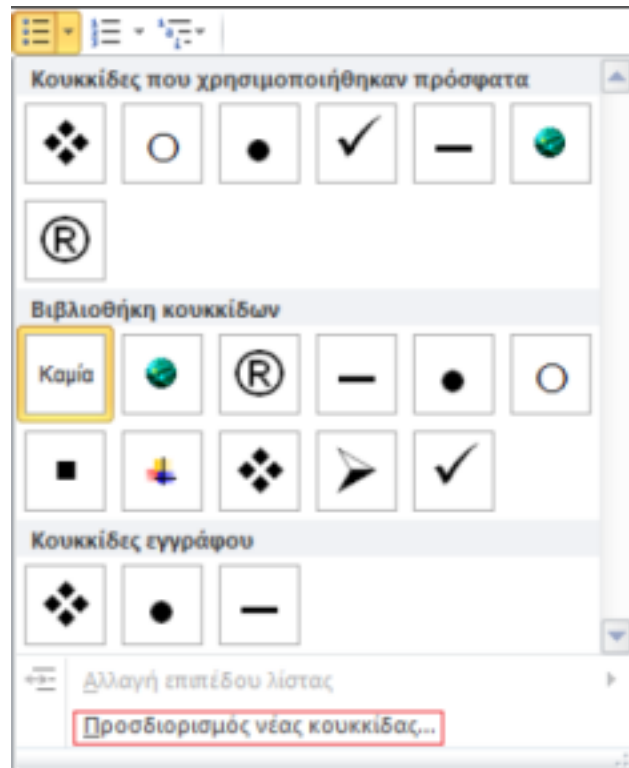 Κουκκίδες που χρησιμοποιήθηκαν πρόσφατα
®
Βιβλιοθήκη κουκκίδων
Καμία ®
Κουκκίδες εγγράφου
Αλλαγή επιπέδου λίστας
Προσδιορισμός νέας κουκκίδας...